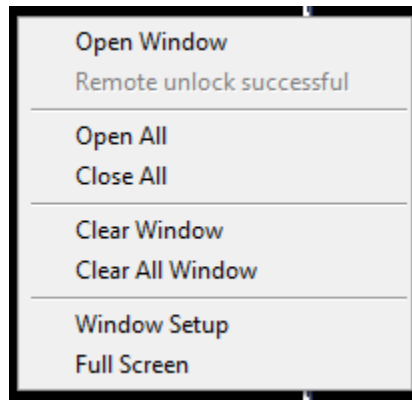 Open Window
Remote unlock successful
Open All
Close All
Clear Window
Clear All Window
Window Setup
Full Screen